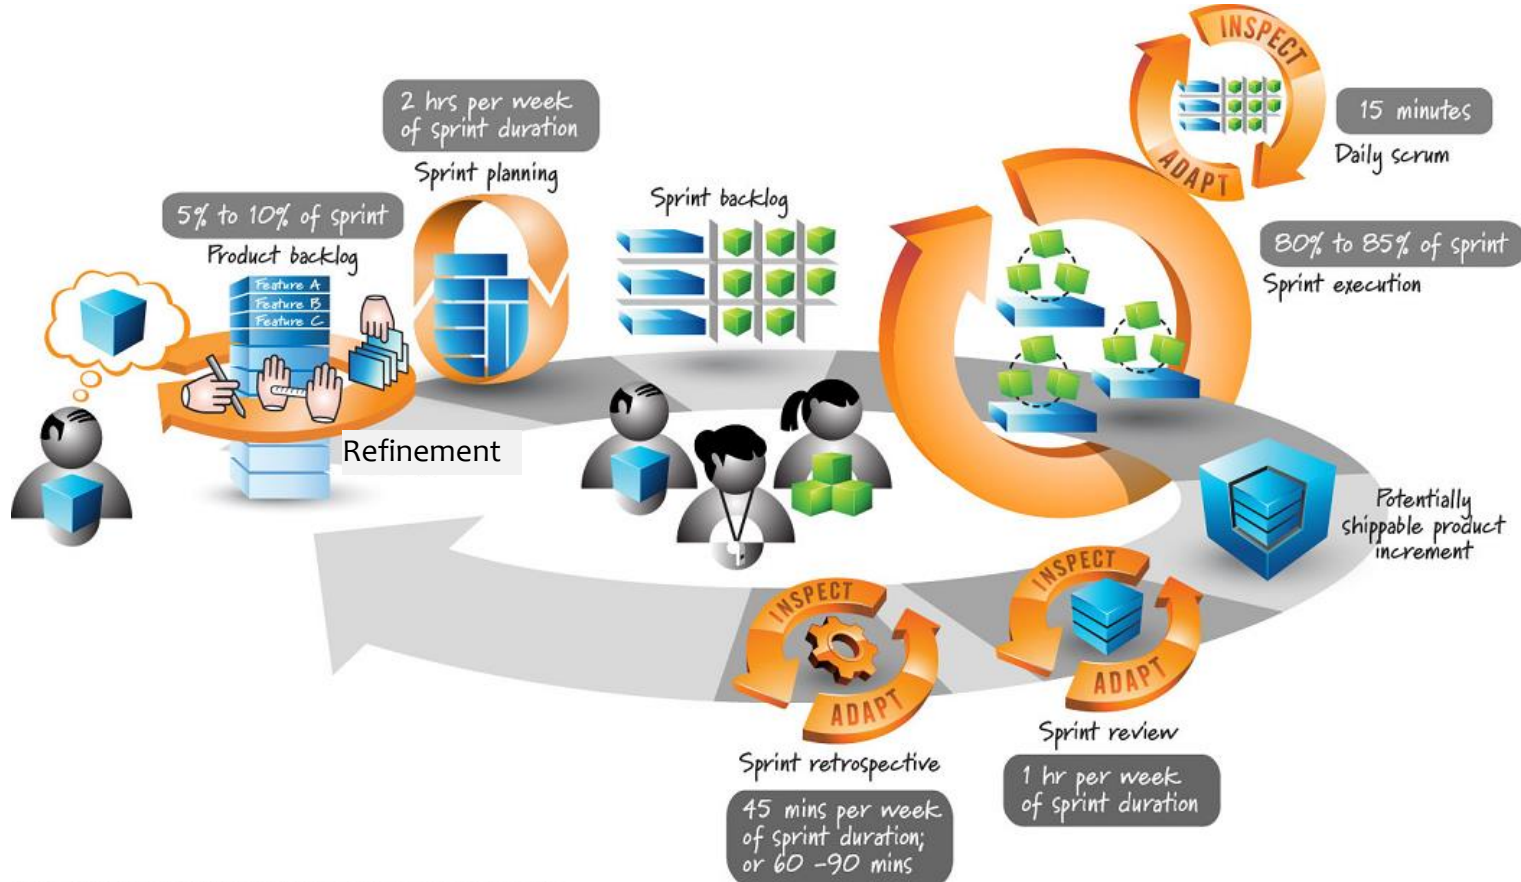 2 hrs per week
of sprint duration
Sprint planning
5% to 10% of sprint
Product backlog
Feature A
Feature B
Feature C
Refinement
Sprint backlog
INSPECT
ADAPT
15 minutes
Daily scrum
80% to 85% of sprint
Sprint execution
Potentially
shippable product
increment
INSPECT
ADAPT
Sprint review
1 hr per week
of sprint duration
INSPECT
ADAPT
Sprint retrospective
45 mins per week
of sprint duration;
or 60 -90 mins